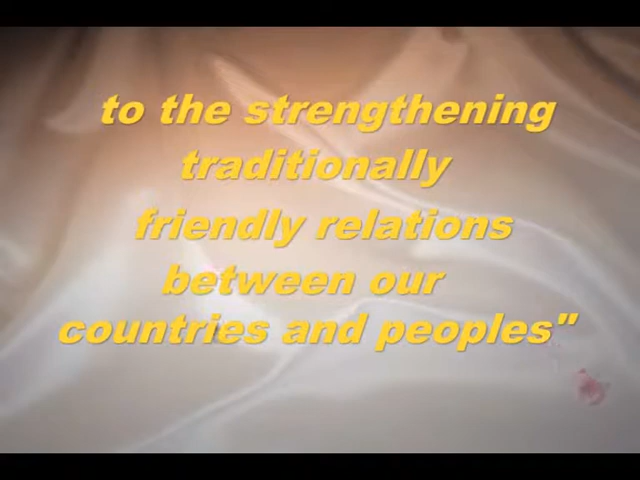 to the strengthening
traditionally
friendly relations
between our
countries and peoples"